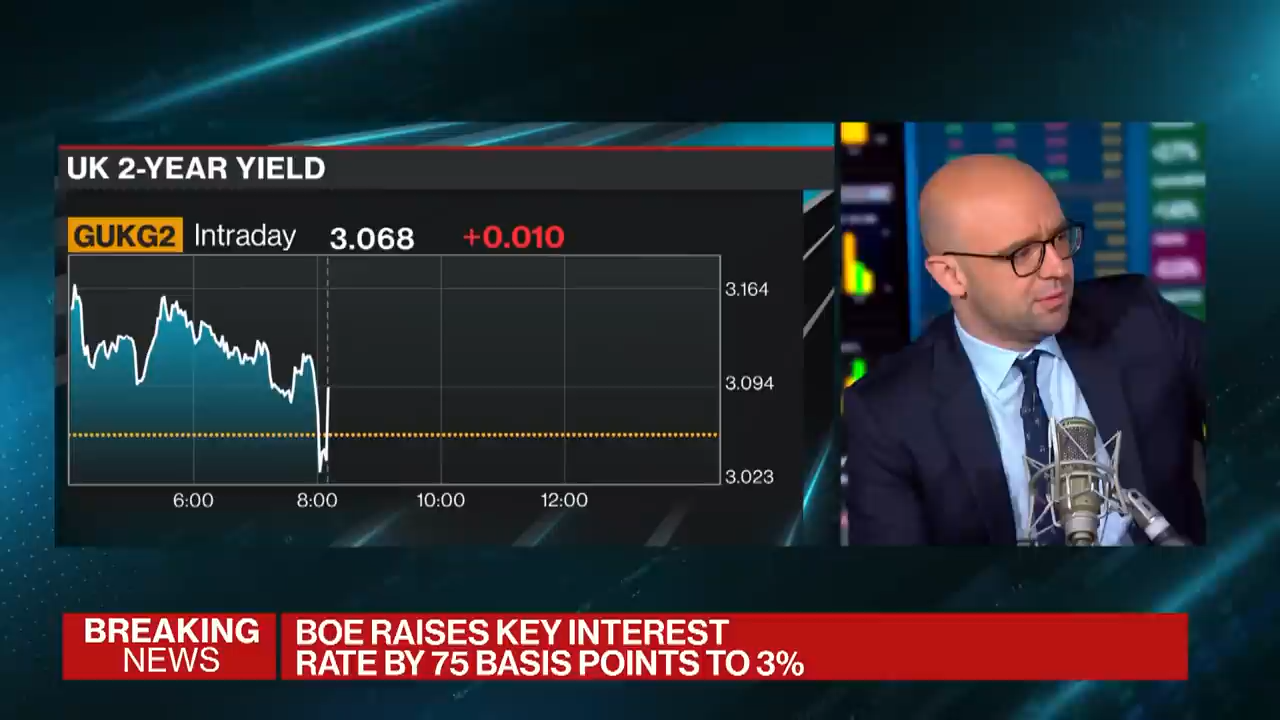 UK 2-YEAR YIELD
GUKG2 Intraday 3.068 +0.010
3.164
3.094
3.023
6:00 8:00 10:00 12:00
BREAKING
NEWS
BOE RAISES KEY INTEREST
RATE BY 75 BASIS POINTS TO 3%